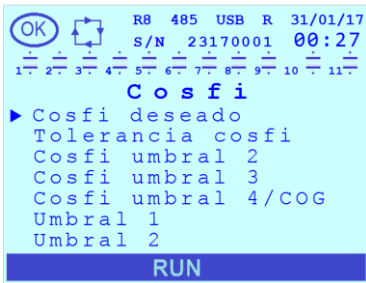 OK R8 485 USB R 31/01/17
S/N 23170001 00:27
1. 2. 3. 4. 5. 6. 7. 8. 9. 10. 11.
Cosfi
Cosfi deseado
Tolerancia cosfi
Cosfi umbral 2
Cosfi umbral 3
Cosfi umbral 4/COG
Umbral 1
Umbral 2
RUN